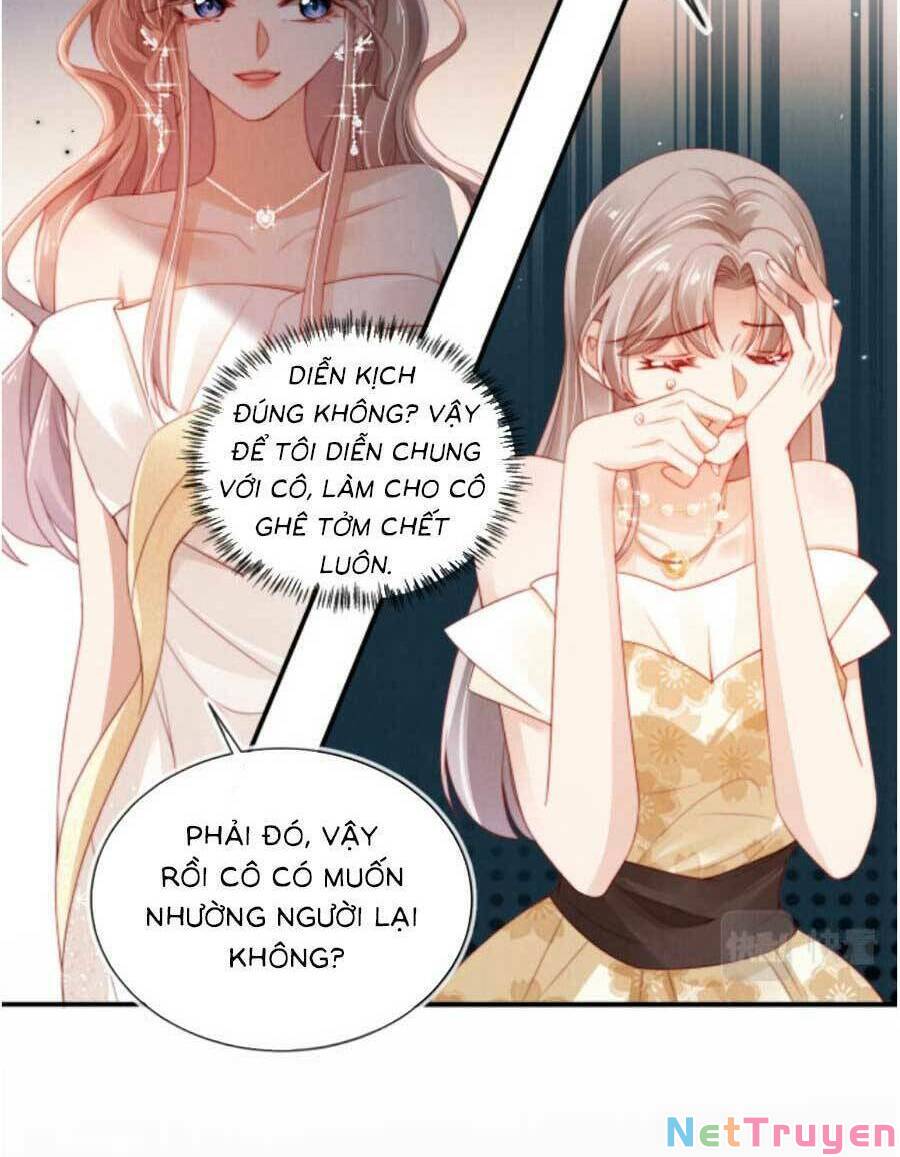 DIỄN KỊCH
ĐÚNG KHÔNG? VẬY
ĐỂ TÔI DIỄN CHUNG
VỚI CÔ, LÀM CHO CÔ
GHÊ TỞM CHẾT
LUÔN.
PHẢI ĐÓ, VẬY
RỒI CÔ CÓ MUỐN
NHƯỜNG NGƯỜI LẠI
KHÔNG?
NetTruyen